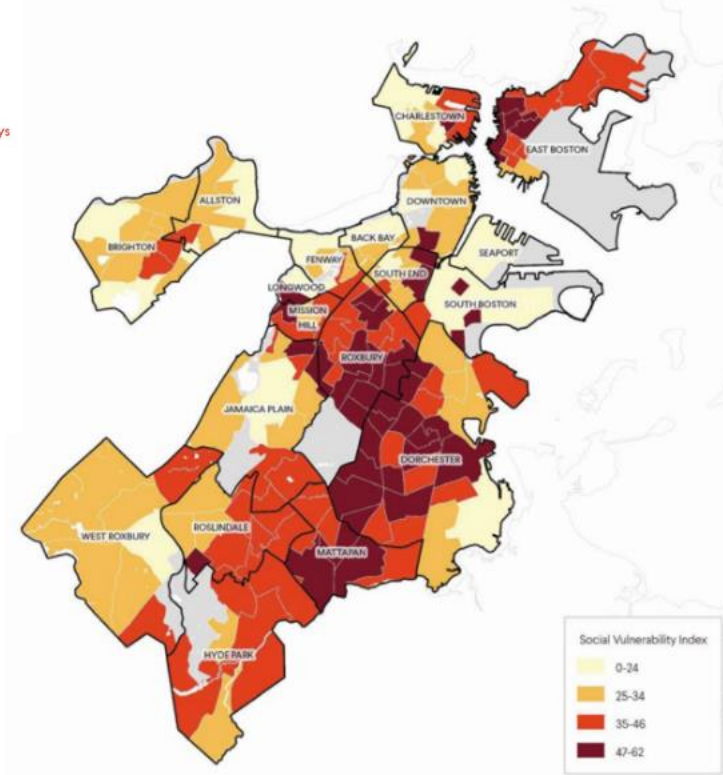 ys
CHARLESTOWN
EAST BOSTON
ALLSTON
DOWNTOWN
BRIGHTON
BACK BAY
SEAPORT
FENWAY
SOUTH END
LONGWOOD
SOUTH BOSTON
MISSION
HILL
ROXBURY
JAMAICA PLAIN
DORCHESTER
WEST ROXBURY
ROSLINDALE
MATTAPAN
HYDE PARK
Social Vulnerability Index
0-24
25-34
35-46
47-62